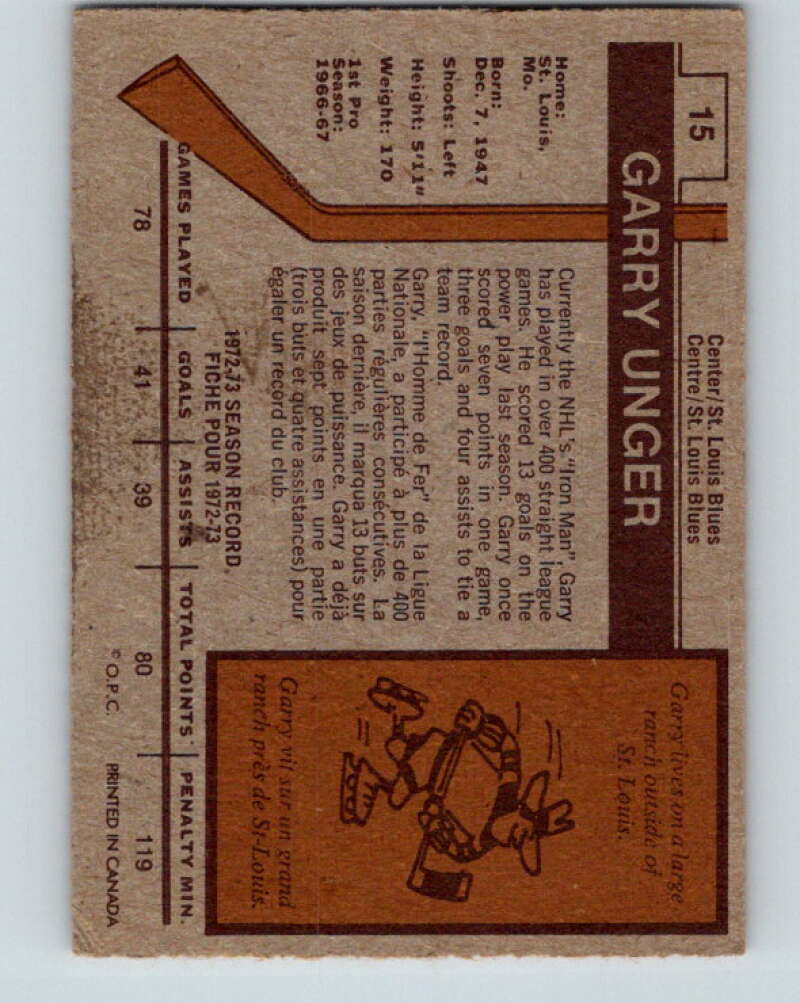 15
Center/St. Louis Blues
Centre/St. Louis Blues
GARRY UNGER
Home:
St. Louis,
Mo.
Born:
Dec. 7, 1947
Shoots: Left
Height: 5'11"
Weight: 170
1st Pro
Season:
1966-67
Currently the NHL's "Iron Man", Garry
has played in over 400 straight league
games. He scored 13 goals on the
power play last season. Garry once
scored seven points in one game,
three goals and four assists to tie a
team record.
Garry, "l'Homme de Fer" de la Ligue
Nationale, a participé à plus de 400
parties régulières consécutives. La
saison dernière, il marqua 13 buts sur
des jeux de puissance. Garry a déjà
produit sept points en une partie
(trois buts et quatre assistances) pour
égaler un record du club.
Garry lives on a large
ranch outside of
St. Louis.
Garry vit sur un grand
ranch près de St-Louis.
1972-73 SEASON RECORD
FICHE POUR 1972-73
GAMES PLAYED GOALS ASSISTS TOTAL POINTS PENALTY MIN.
78 41 39 80 119
© O.P.C. PRINTED IN CANADA